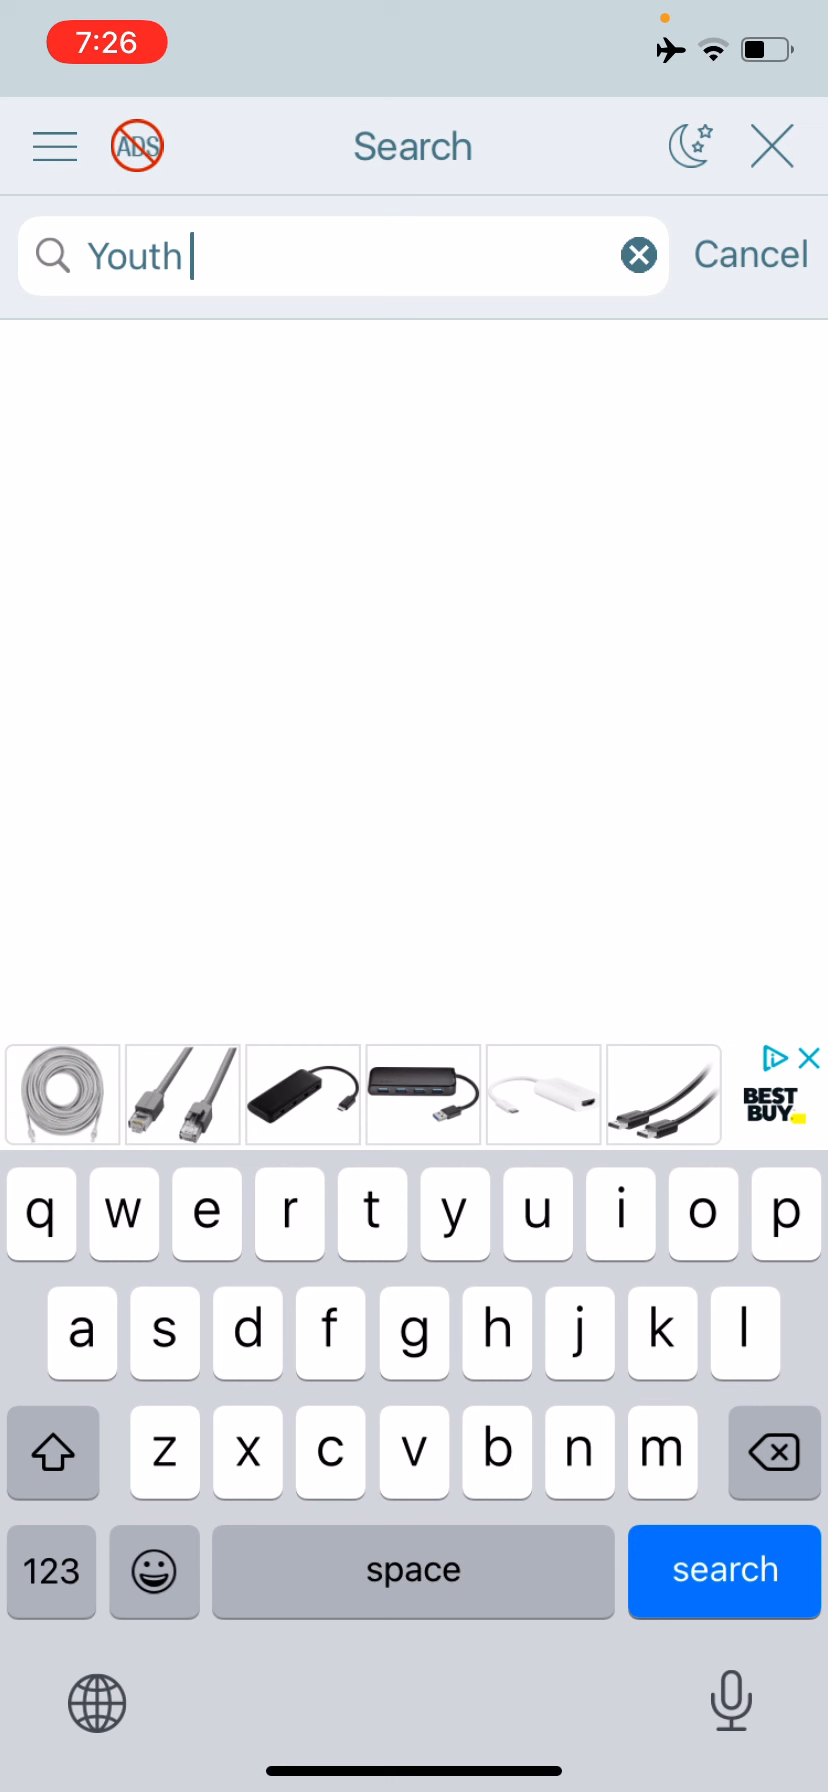 7:26
ADS
Search
Youth
Cancel
BEST
BUY
q w e r t y u i o p
a s d f g h j k l
z x c v b n m
123 space search